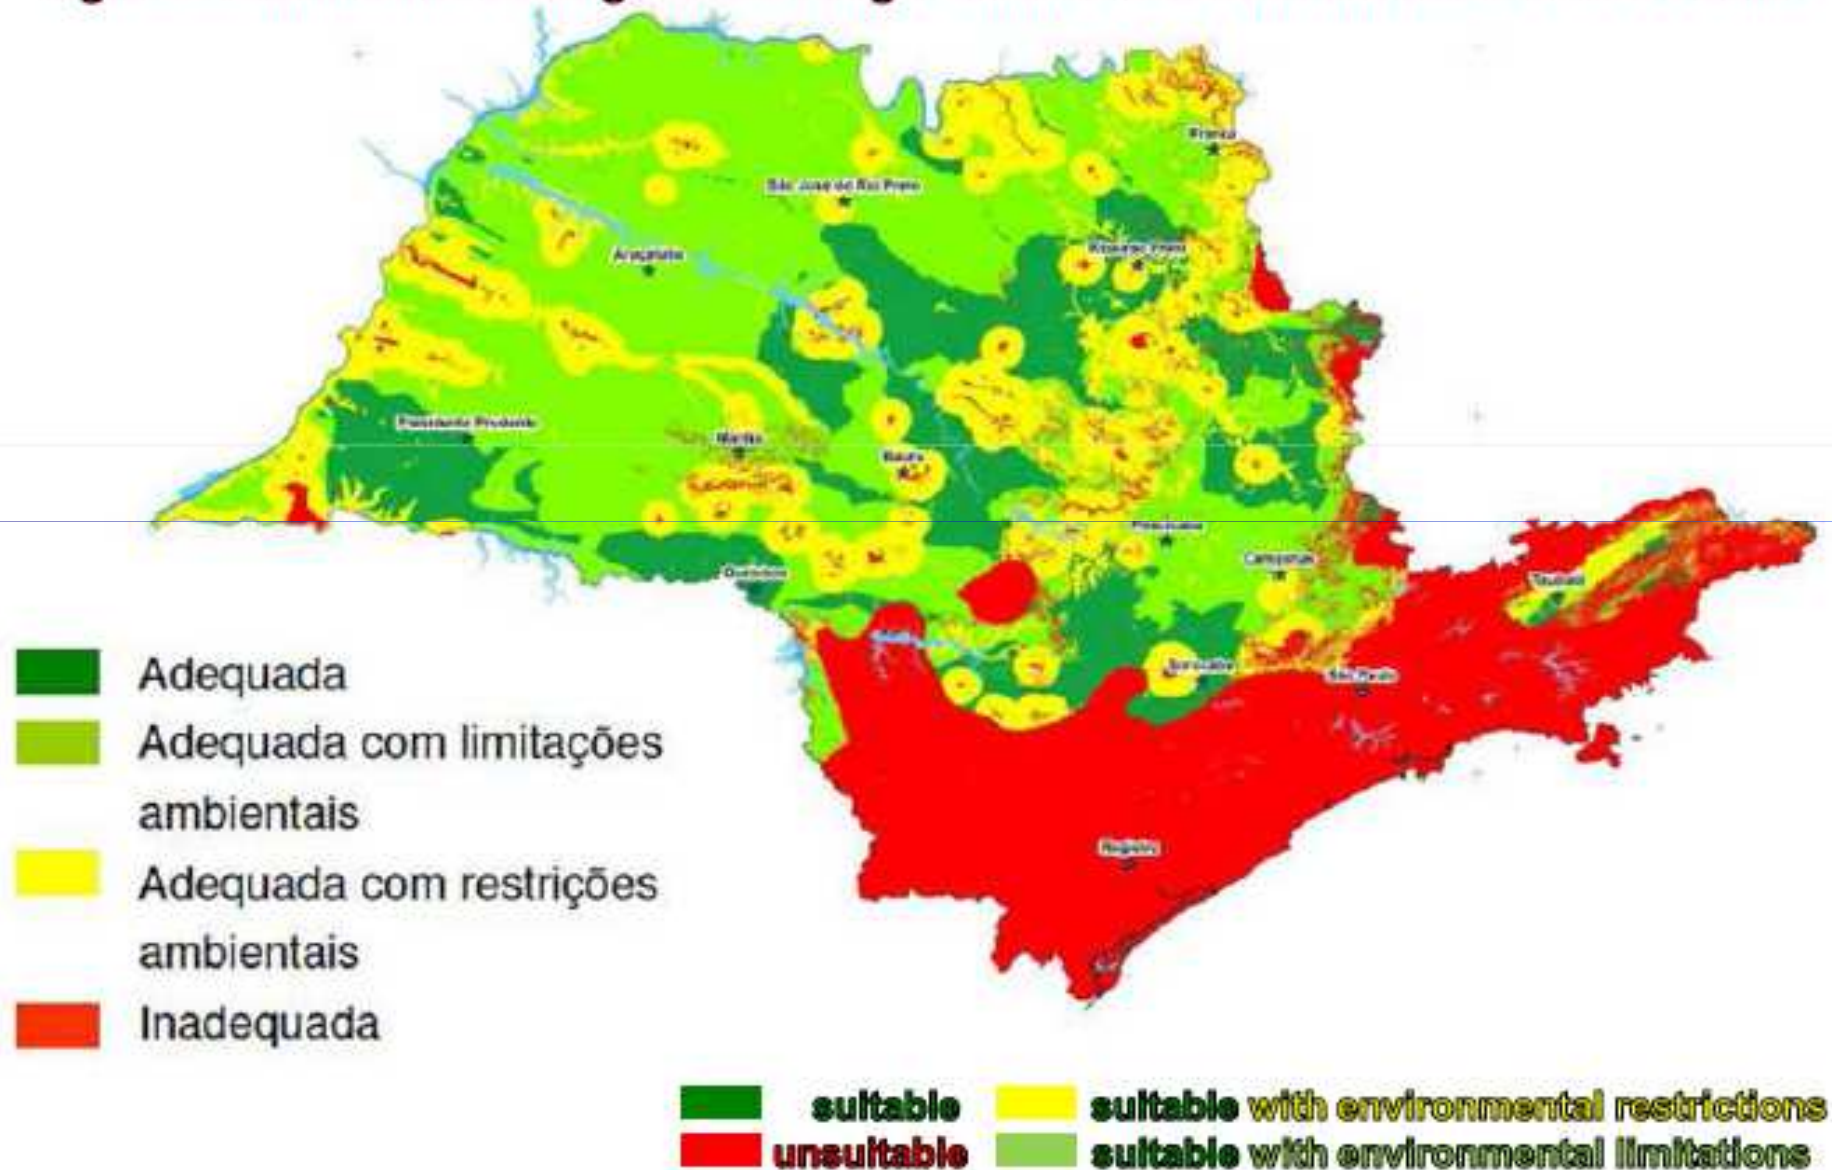 Franca
São José do Rio Preto
Ribeirão Preto
Araçatuba
Presidente Prudente
Marília
Bauru
Piracicaba
Campinas
Ourinhos
Taubaté
Sorocaba
São Paulo
Registro
Adequada
Adequada com limitações
ambientais
Adequada com restrições
ambientais
Inadequada
suitable
suitable with environmental restrictions
unsuitable
suitable with environmental limitations